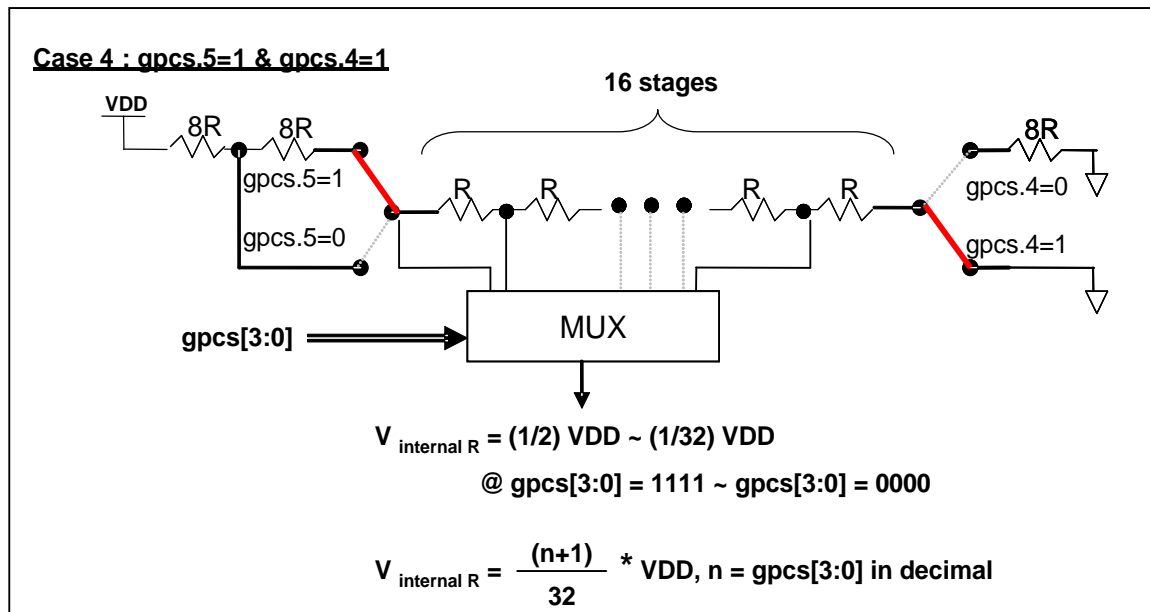 Case 4 : gpcs.5=1 & gpcs.4=1
16 stages
VDD
8R
8R
8R
gpcs.5=1
gpcs.4=0
R
R
R
R
gpcs.5=0
gpcs.4=1
MUX
gpcs[3:0]
V internal R = (1/2) VDD ~ (1/32) VDD
@ gpcs[3:0] = 1111 ~ gpcs[3:0] = 0000
V internal R = (n+1) / 32 * VDD, n = gpcs[3:0] in decimal